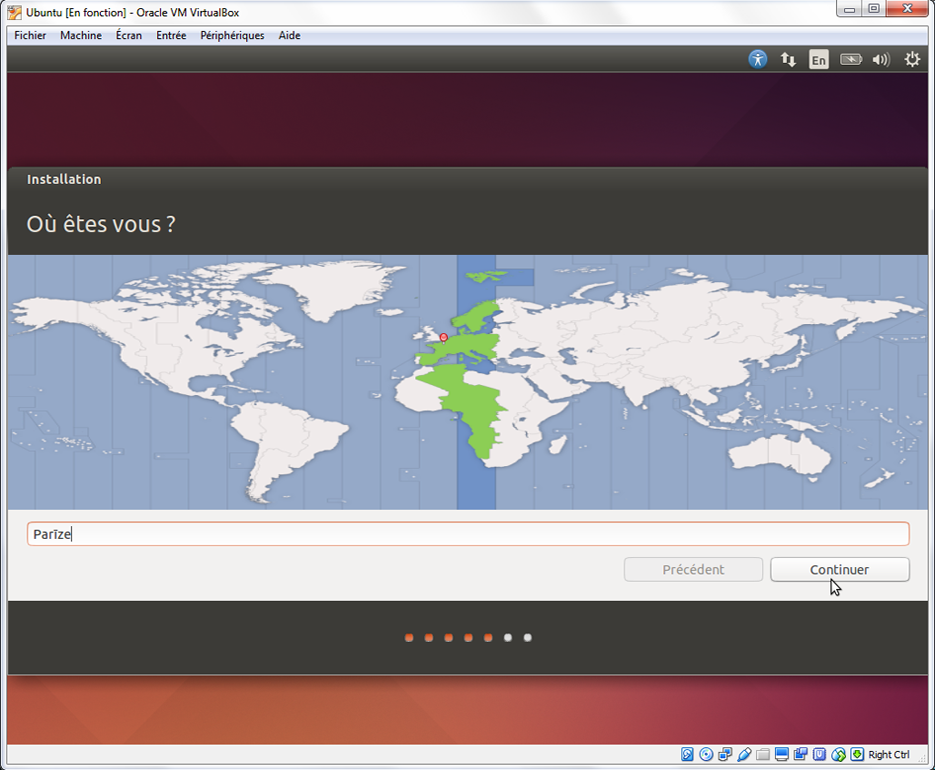 Ubuntu [En fonction] - Oracle VM VirtualBox
Fichier Machine Écran Entrée Périphériques Aide
En
Installation
Où êtes vous ?
Parīze
Précédent Continuer
Right Ctrl